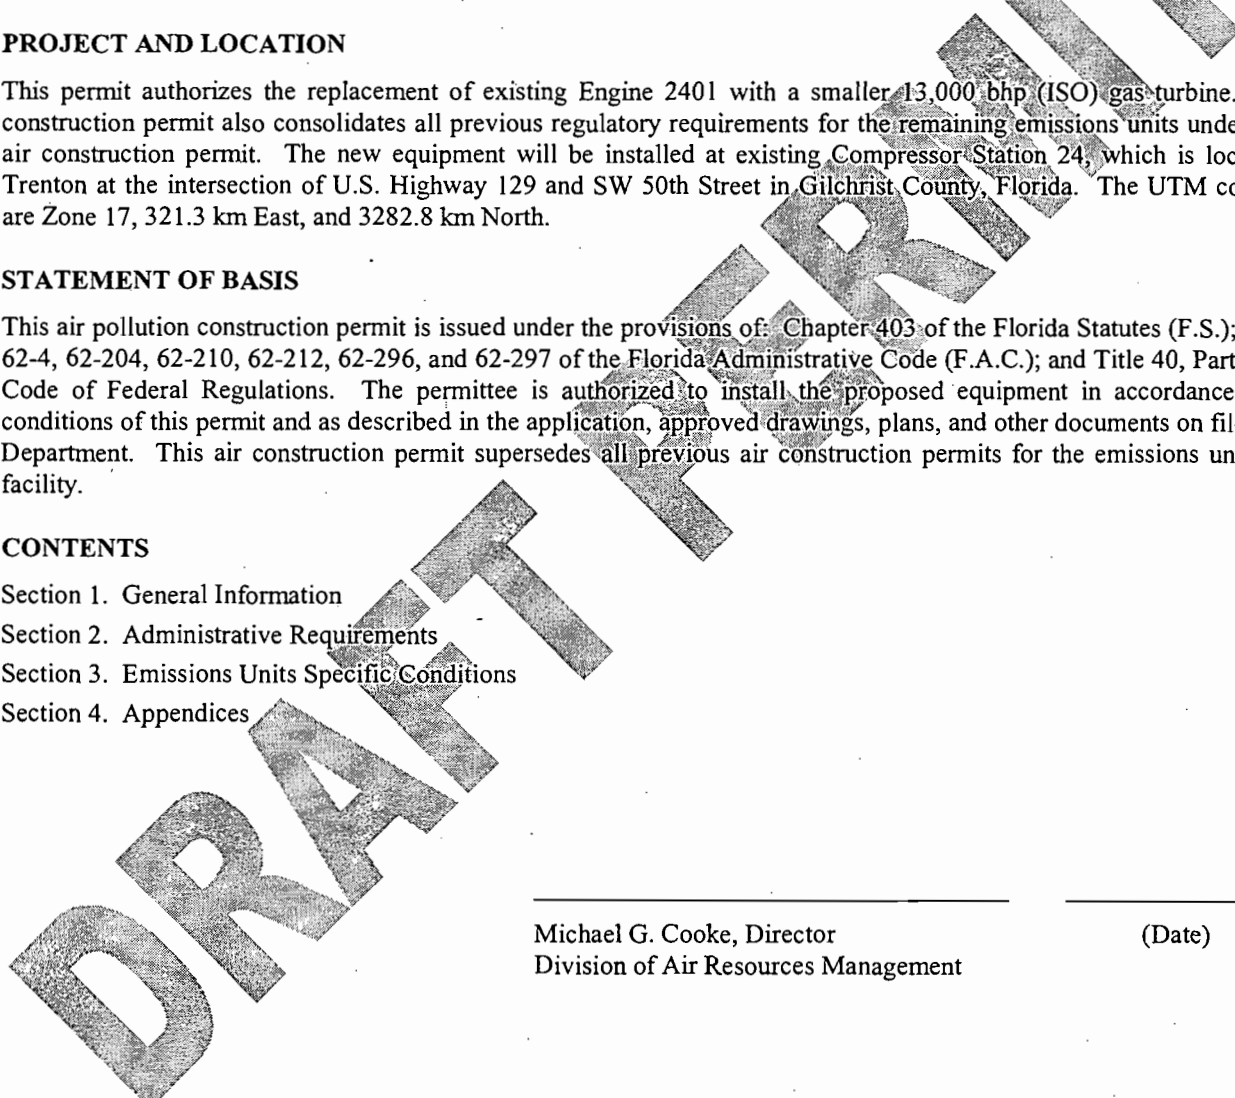 PROJECT AND LOCATION
This permit authorizes the replacement of existing Engine 2401 with a smaller 13,000 bhp (ISO) gas turbine.
construction permit also consolidates all previous regulatory requirements for the remaining emissions units unde
air construction permit. The new equipment will be installed at existing Compressor Station 24, which is loc
Trenton at the intersection of U.S. Highway 129 and SW 50th Street in Gilchrist County, Florida. The UTM co
are Zone 17, 321.3 km East, and 3282.8 km North.
STATEMENT OF BASIS
This air pollution construction permit is issued under the provisions of: Chapter 403 of the Florida Statutes (F.S.);
62-4, 62-204, 62-210, 62-212, 62-296, and 62-297 of the Florida Administrative Code (F.A.C.); and Title 40, Part
Code of Federal Regulations. The permittee is authorized to install the proposed equipment in accordance
conditions of this permit and as described in the application, approved drawings, plans, and other documents on fil
Department. This air construction permit supersedes all previous air construction permits for the emissions un
facility.
CONTENTS
Section 1. General Information
Section 2. Administrative Requirements
Section 3. Emissions Units Specific Conditions
Section 4. Appendices
DRAFT PERMIT
Michael G. Cooke, Director
(Date)
Division of Air Resources Management